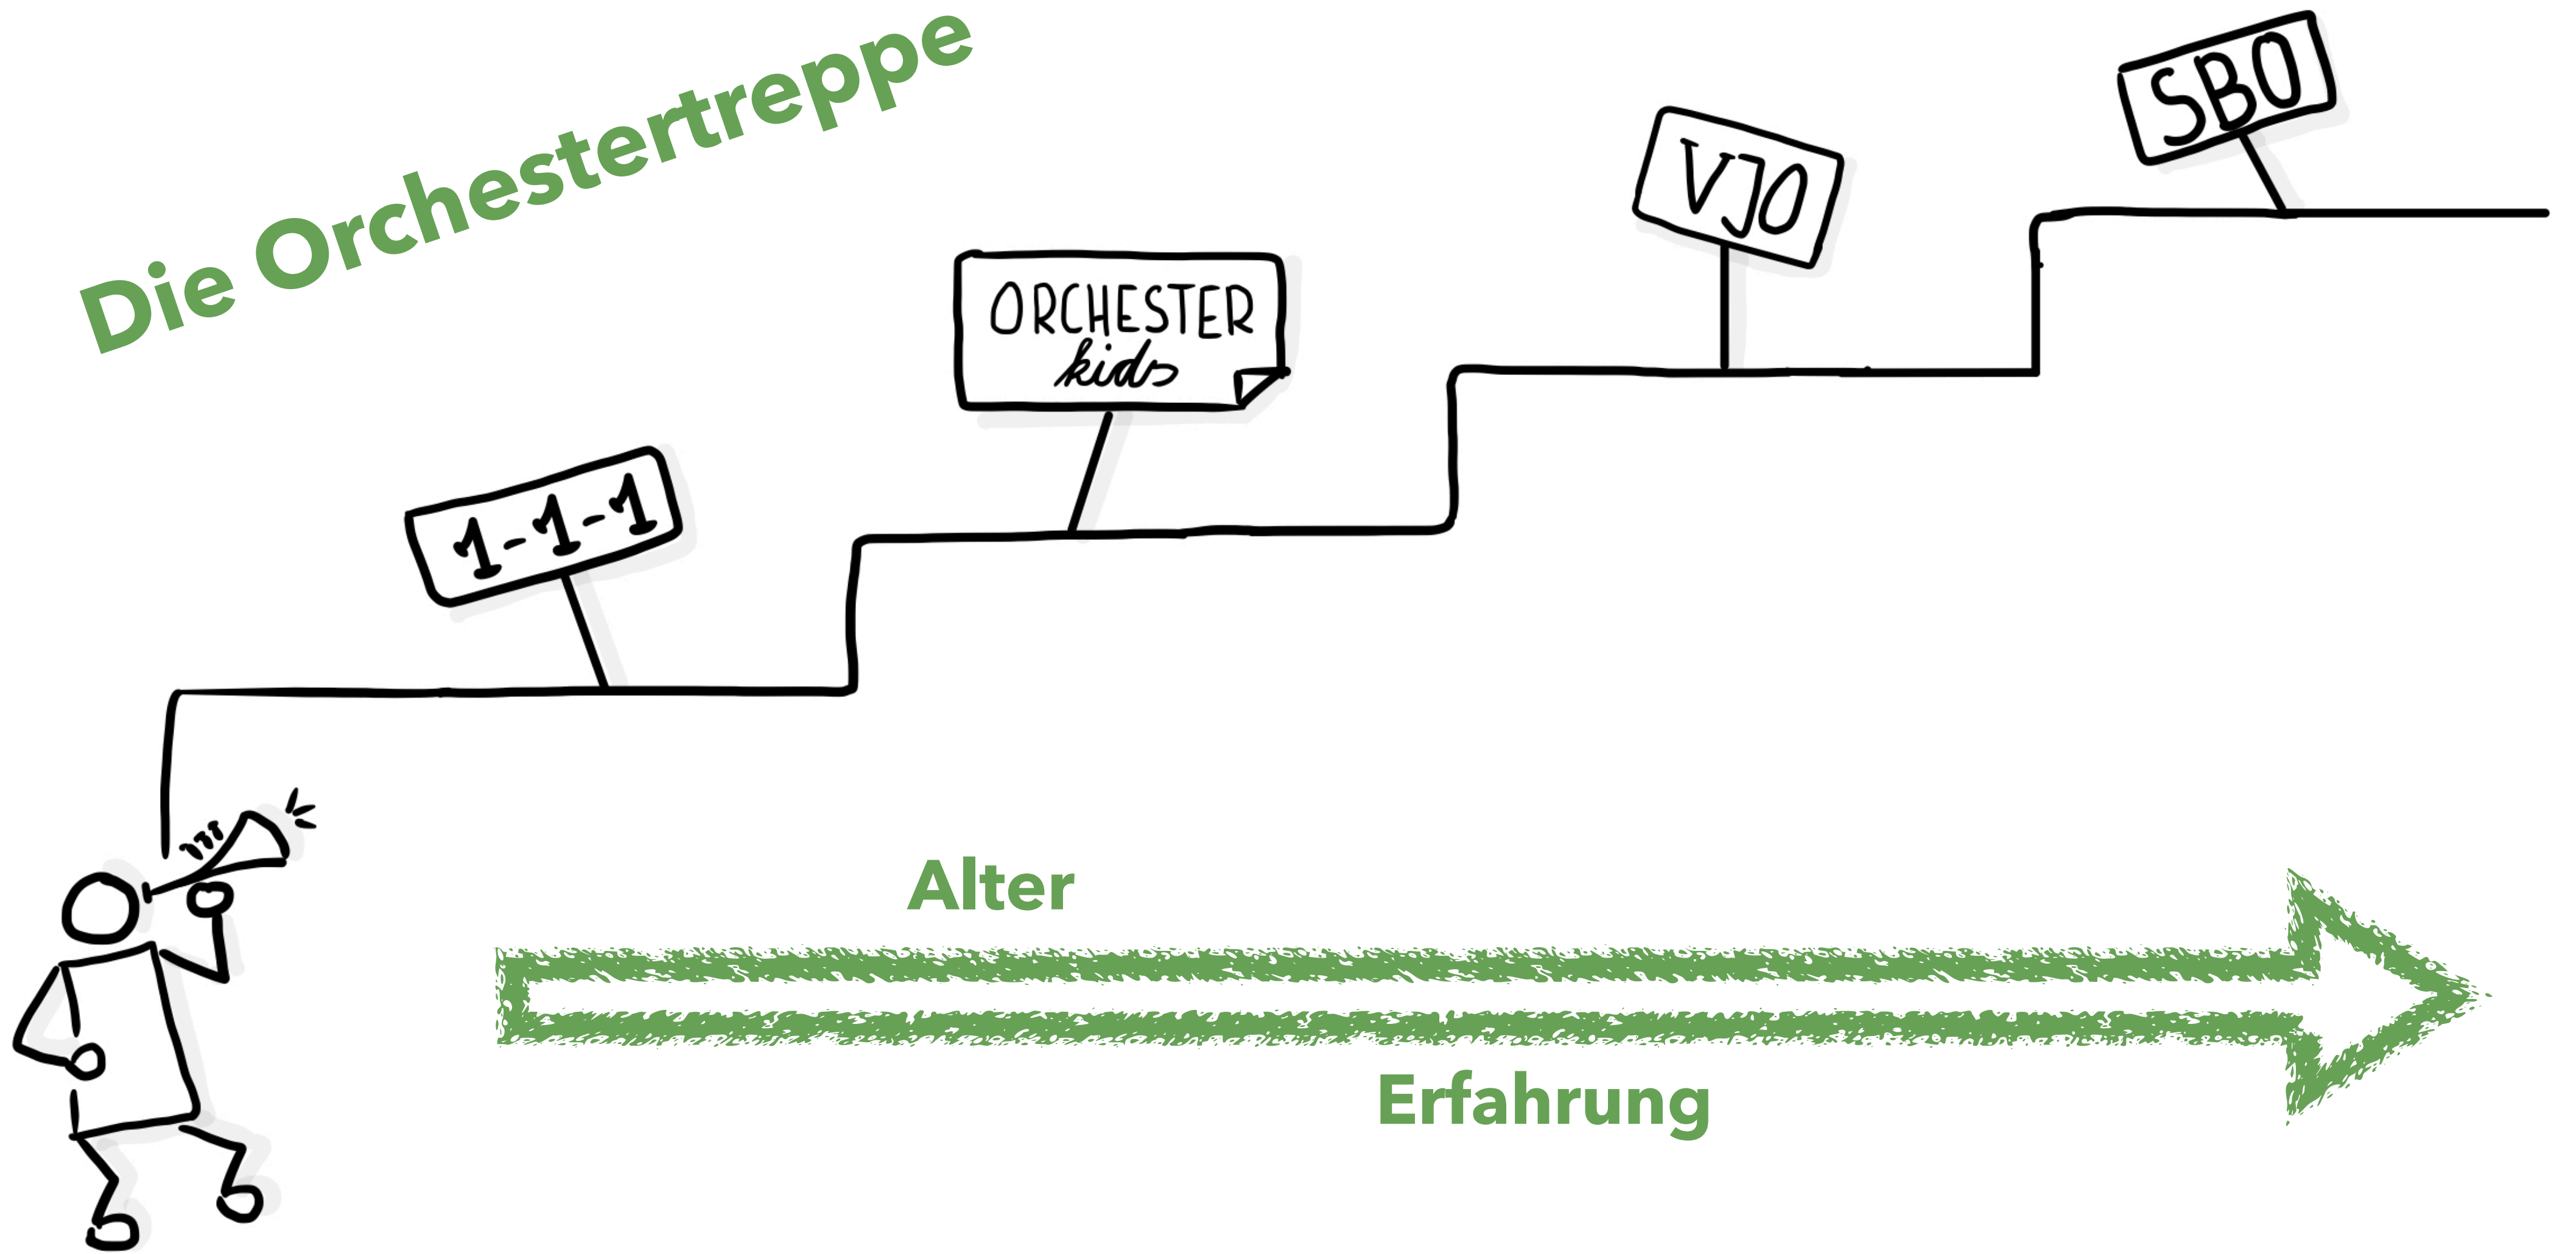 Die Orchestertreppe
SBO
VJO
ORCHESTER
kids
1-1-1
Alter
Erfahrung